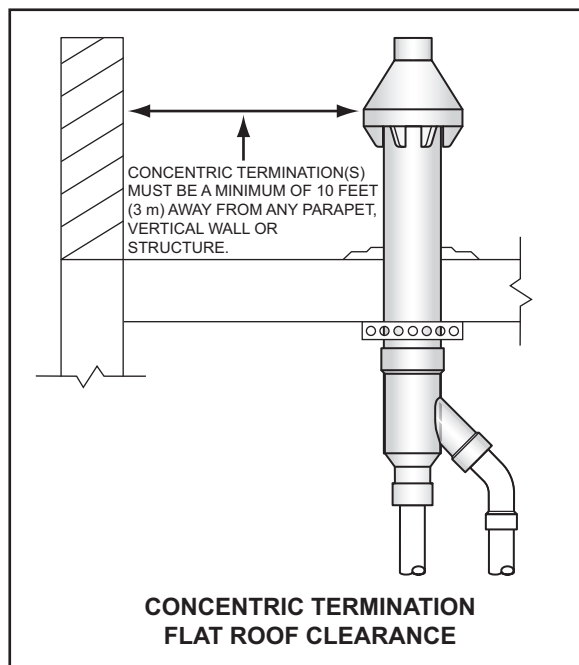 CONCENTRIC TERMINATION(S)
MUST BE A MINIMUM OF 10 FEET
(3 m) AWAY FROM ANY PARAPET,
VERTICAL WALL OR
STRUCTURE.
CONCENTRIC TERMINATION
FLAT ROOF CLEARANCE